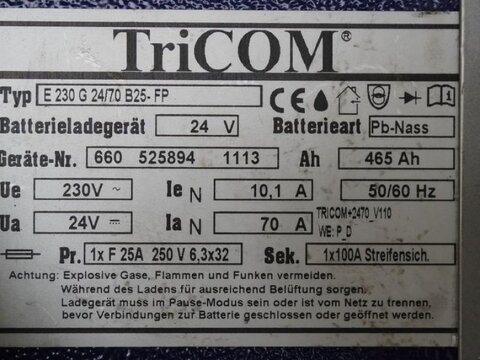 TriCOM®
Typ E 230 G 24/70 B25- FP CE
Batterieladegerät 24 V Batterieart Pb-Nass
Geräte-Nr. 660 525894 1113 Ah 465 Ah
Ue 230V ~ Ie N 10,1 A 50/60 Hz
Ua 24V ⎓ Ia N 70 A TRICOM+2470_V110
WE: P_D
Pr. 1x F 25A 250 V 6,3x32 Sek. 1x100A Streifensich.
Achtung: Explosive Gase, Flammen und Funken vermeiden.
Während des Ladens für ausreichend Belüftung sorgen.
Ladegerät muss im Pause-Modus sein oder ist vom Netz zu trennen,
bevor Verbindungen zur Batterie geschlossen oder geöffnet werden.